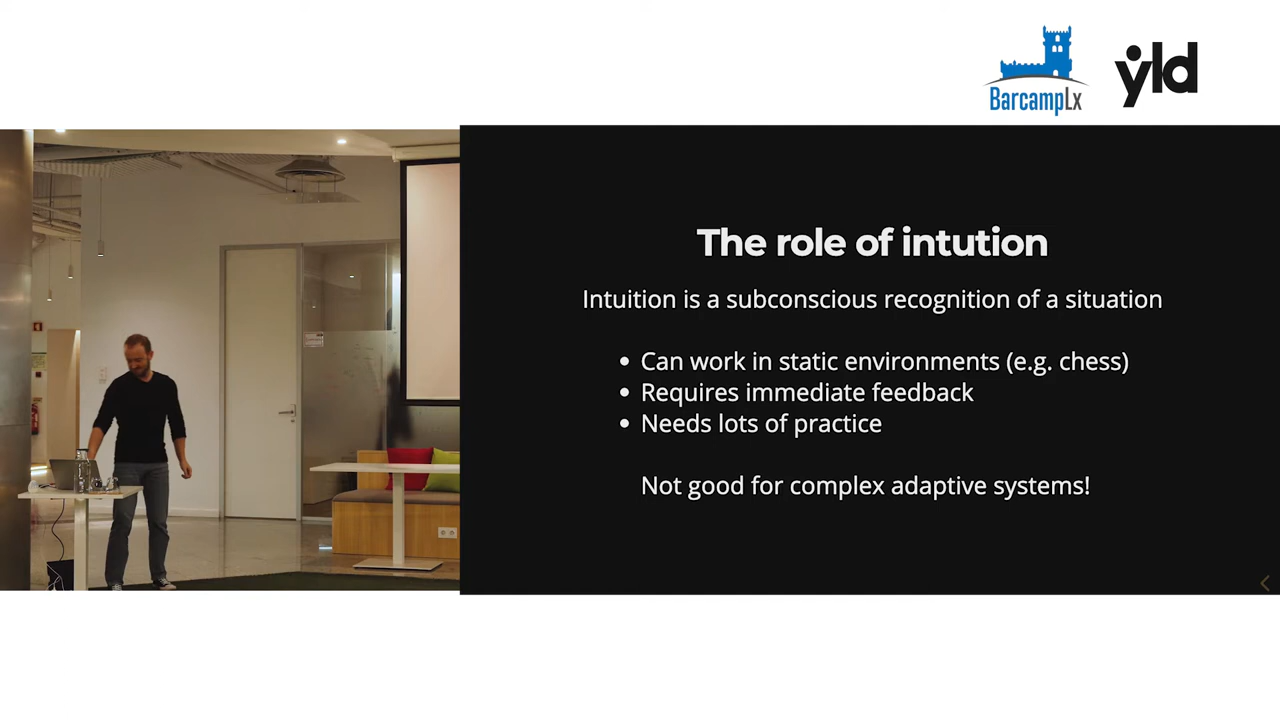 BarcampLx
yld
The role of intution
Intuition is a subconscious recognition of a situation
• Can work in static environments (e.g. chess)
• Requires immediate feedback
• Needs lots of practice
Not good for complex adaptive systems!